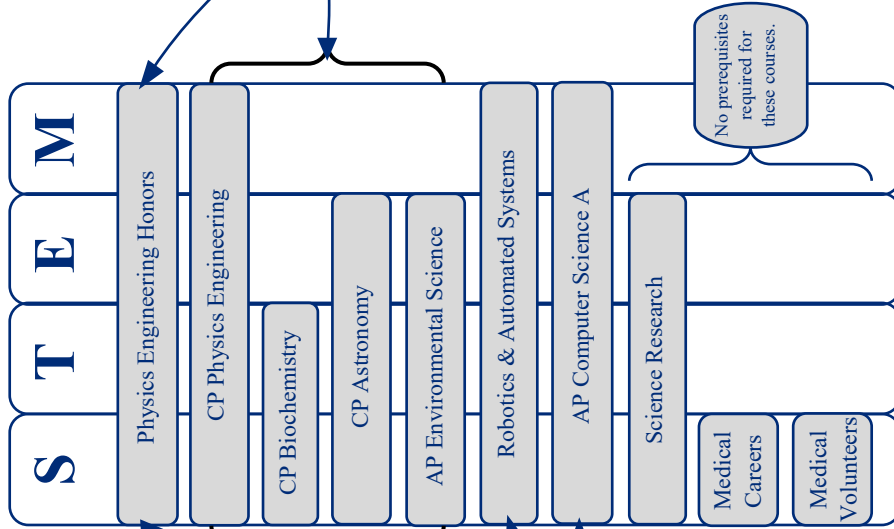 S
T
E
M
Physics Engineering Honors
CP Physics Engineering
CP Biochemistry
CP Astronomy
AP Environmental Science
Robotics & Automated Systems
AP Computer Science A
Science Research
Medical
Careers
Medical
Volunteers
No prerequisites
required for
these courses.